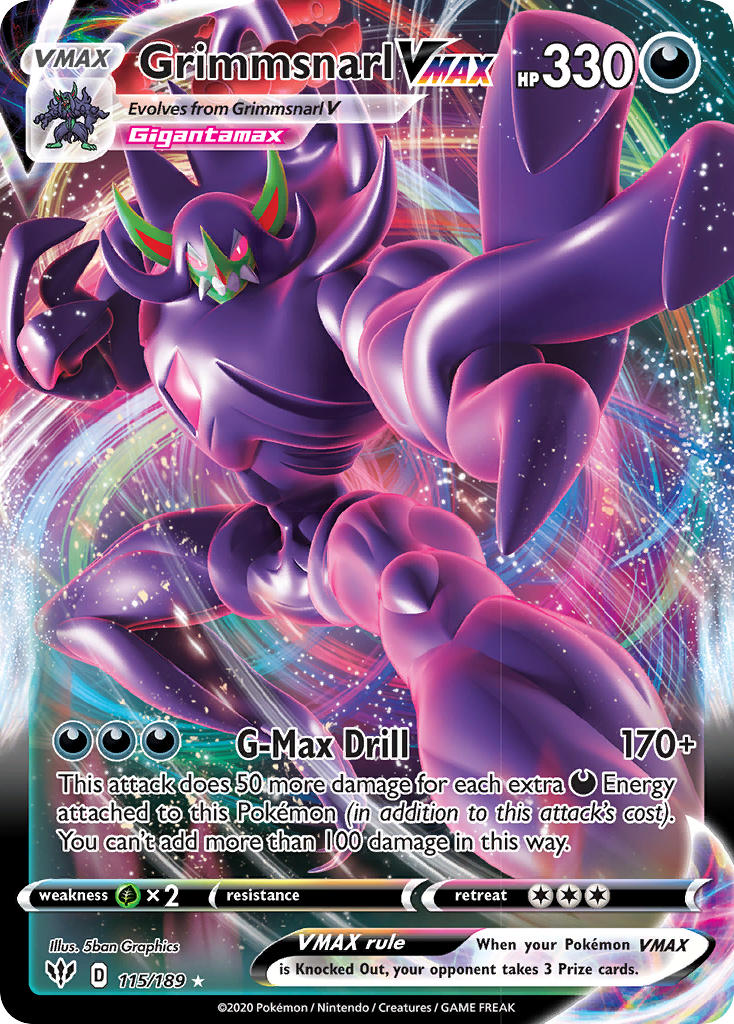 VMAX
Grimmsnarl VMAX
HP 330
Evolves from Grimmsnarl V
Gigantamax
G-Max Drill 170+
This attack does 50 more damage for each extra Energy
attached to this Pokémon (in addition to this attack's cost).
You can't add more than 100 damage in this way.
weakness ×2 resistance retreat
Illus. 5ban Graphics
VMAX rule When your Pokémon VMAX
is Knocked Out, your opponent takes 3 Prize cards.
D 115/189
©2020 Pokémon / Nintendo / Creatures / GAME FREAK